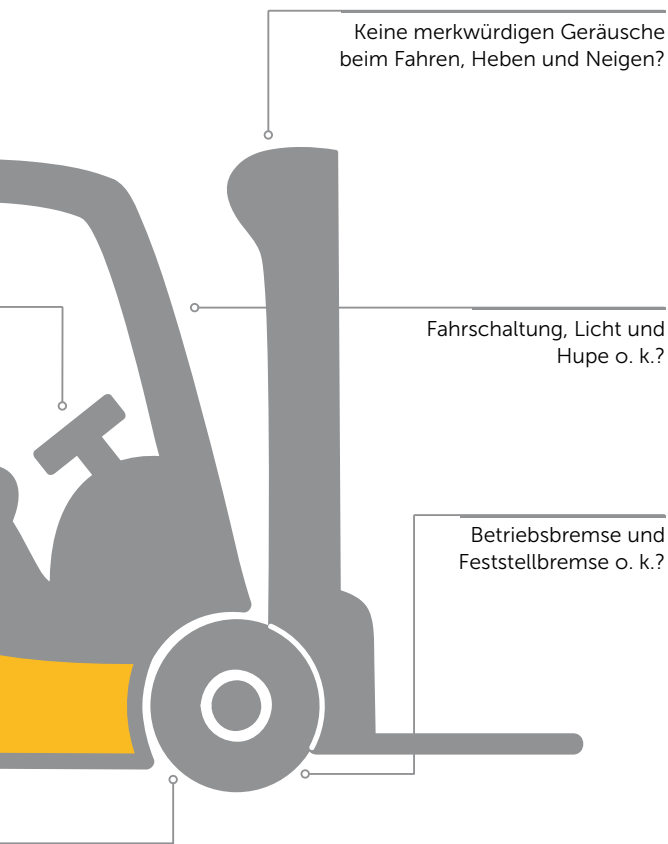 Keine merkwürdigen Geräusche
beim Fahren, Heben und Neigen?
Fahrschaltung, Licht und
Hupe o. k.?
Betriebsbremse und
Feststellbremse o. k.?